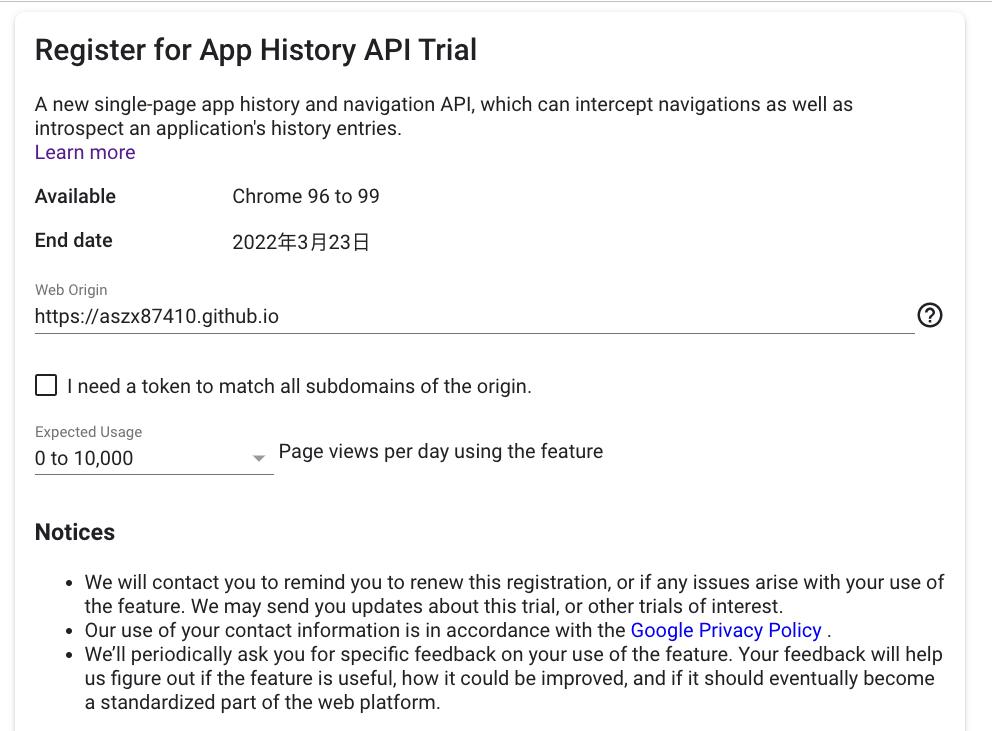 Register for App History API Trial
A new single-page app history and navigation API, which can intercept navigations as well as
introspect an application's history entries.
Learn more
Available Chrome 96 to 99
End date 2022年3月23日
Web Origin
https://aszx87410.github.io
I need a token to match all subdomains of the origin.
Expected Usage
0 to 10,000 Page views per day using the feature
Notices
• We will contact you to remind you to renew this registration, or if any issues arise with your use of
the feature. We may send you updates about this trial, or other trials of interest.
• Our use of your contact information is in accordance with the Google Privacy Policy .
• We’ll periodically ask you for specific feedback on your use of the feature. Your feedback will help
us figure out if the feature is useful, how it could be improved, and if it should eventually become
a standardized part of the web platform.